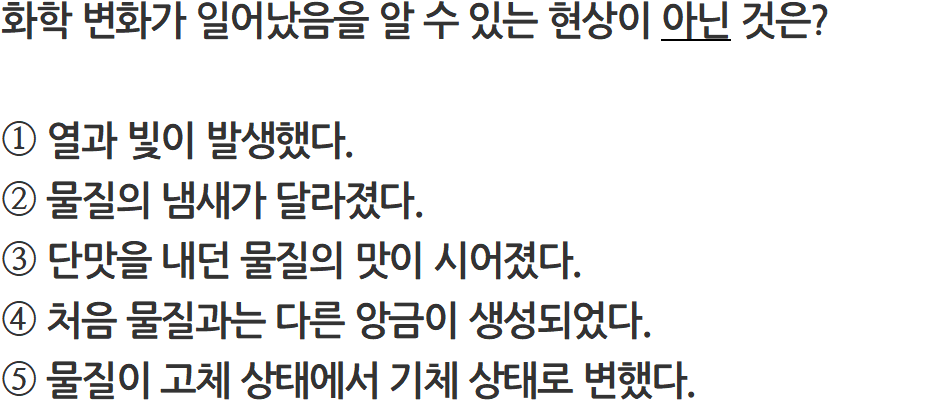 화학 변화가 일어났음을 알 수 있는 현상이 아닌 것은?
① 열과 빛이 발생했다.
② 물질의 냄새가 달라졌다.
③ 단맛을 내던 물질의 맛이 시어졌다.
④ 처음 물질과는 다른 앙금이 생성되었다.
⑤ 물질이 고체 상태에서 기체 상태로 변했다.